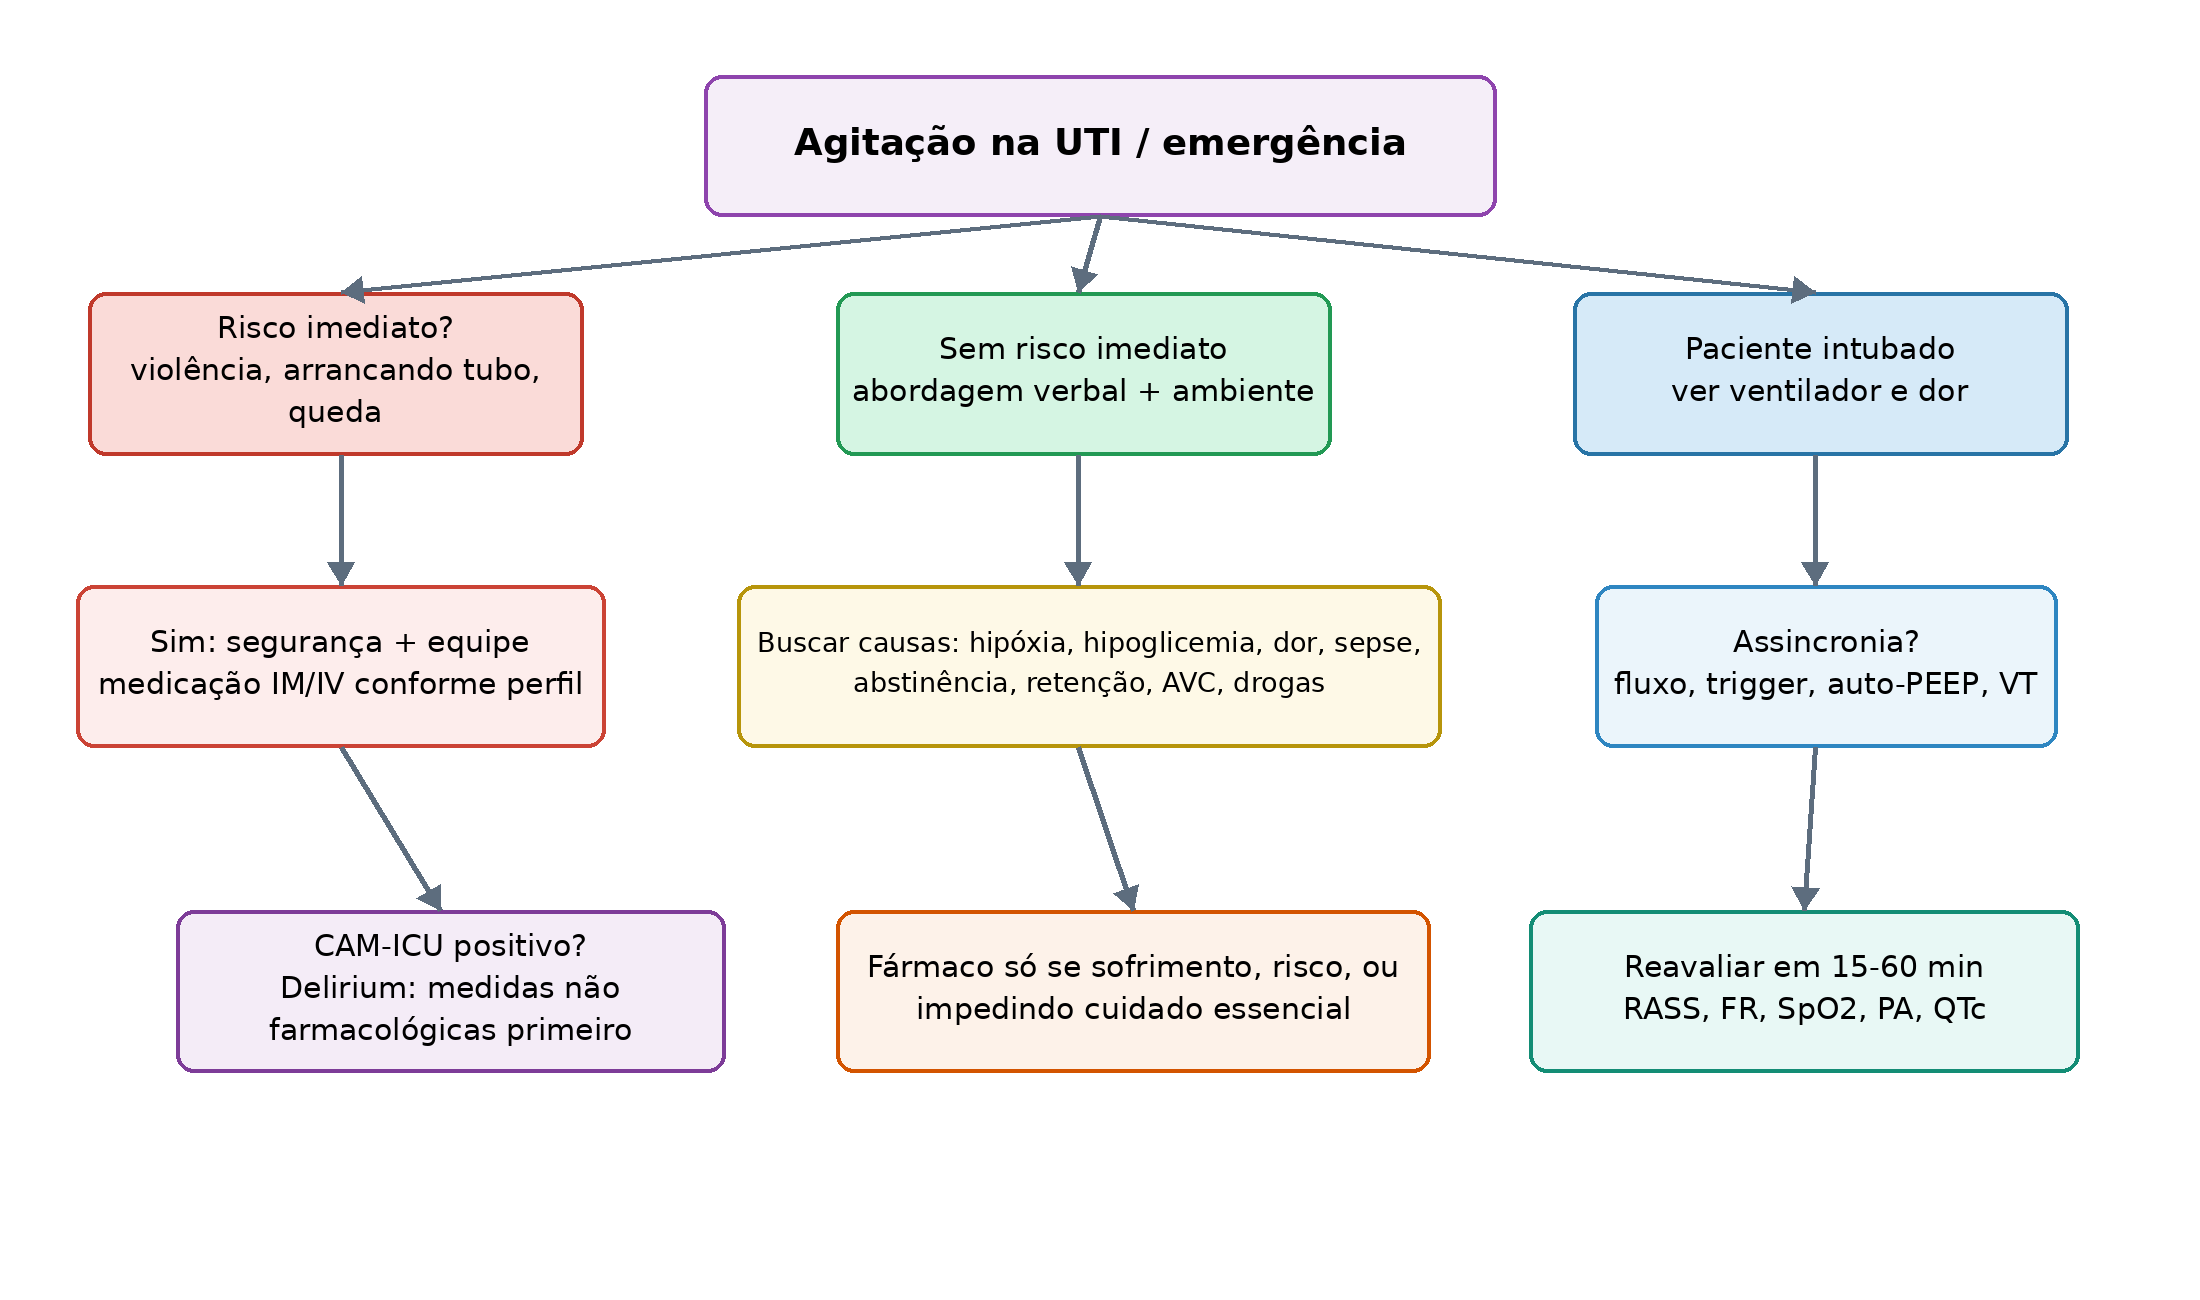 Agitação na UTI / emergência
Risco imediato?
violência, arrancando tubo,
queda
Sem risco imediato
abordagem verbal + ambiente
Paciente intubado
ver ventilador e dor
Sim: segurança + equipe
medicação IM/IV conforme perfil
Buscar causas: hipóxia, hipoglicemia, dor, sepse,
abstinência, retenção, AVC, drogas
Assincronia?
fluxo, trigger, auto-PEEP, VT
CAM-ICU positivo?
Delirium: medidas não
farmacológicas primeiro
Fármaco só se sofrimento, risco, ou
impedindo cuidado essencial
Reavaliar em 15-60 min
RASS, FR, SpO2, PA, QTc